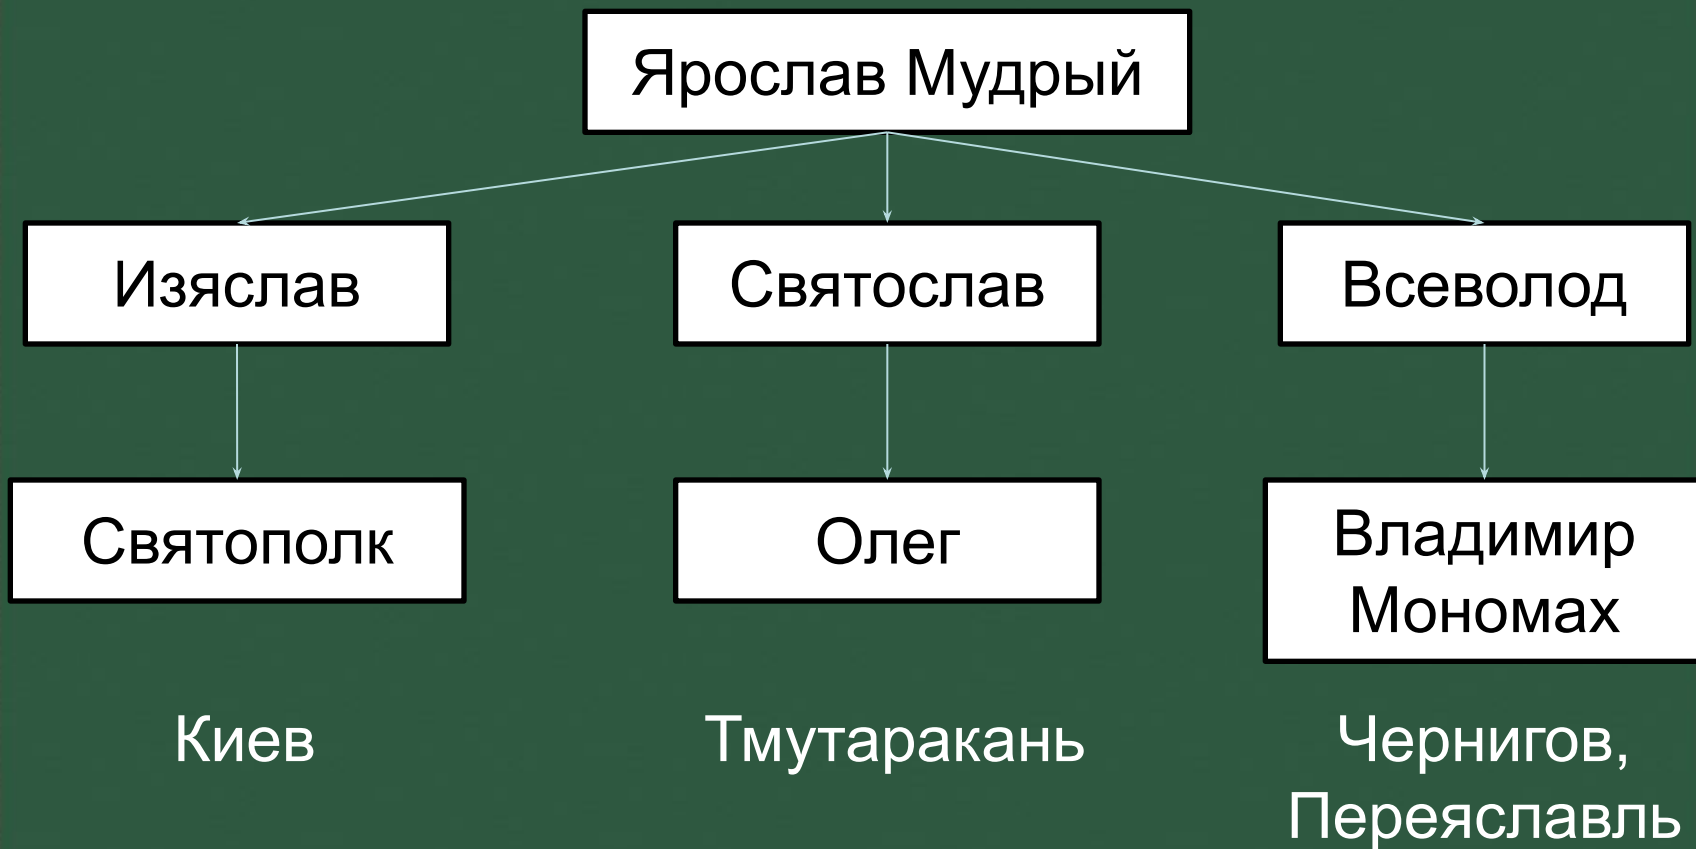 Ярослав Мудрый
Изяслав
Святослав
Всеволод
Святополк
Олег
Владимир
Мономах
Киев
Тмутаракань
Чернигов,
Переяславль